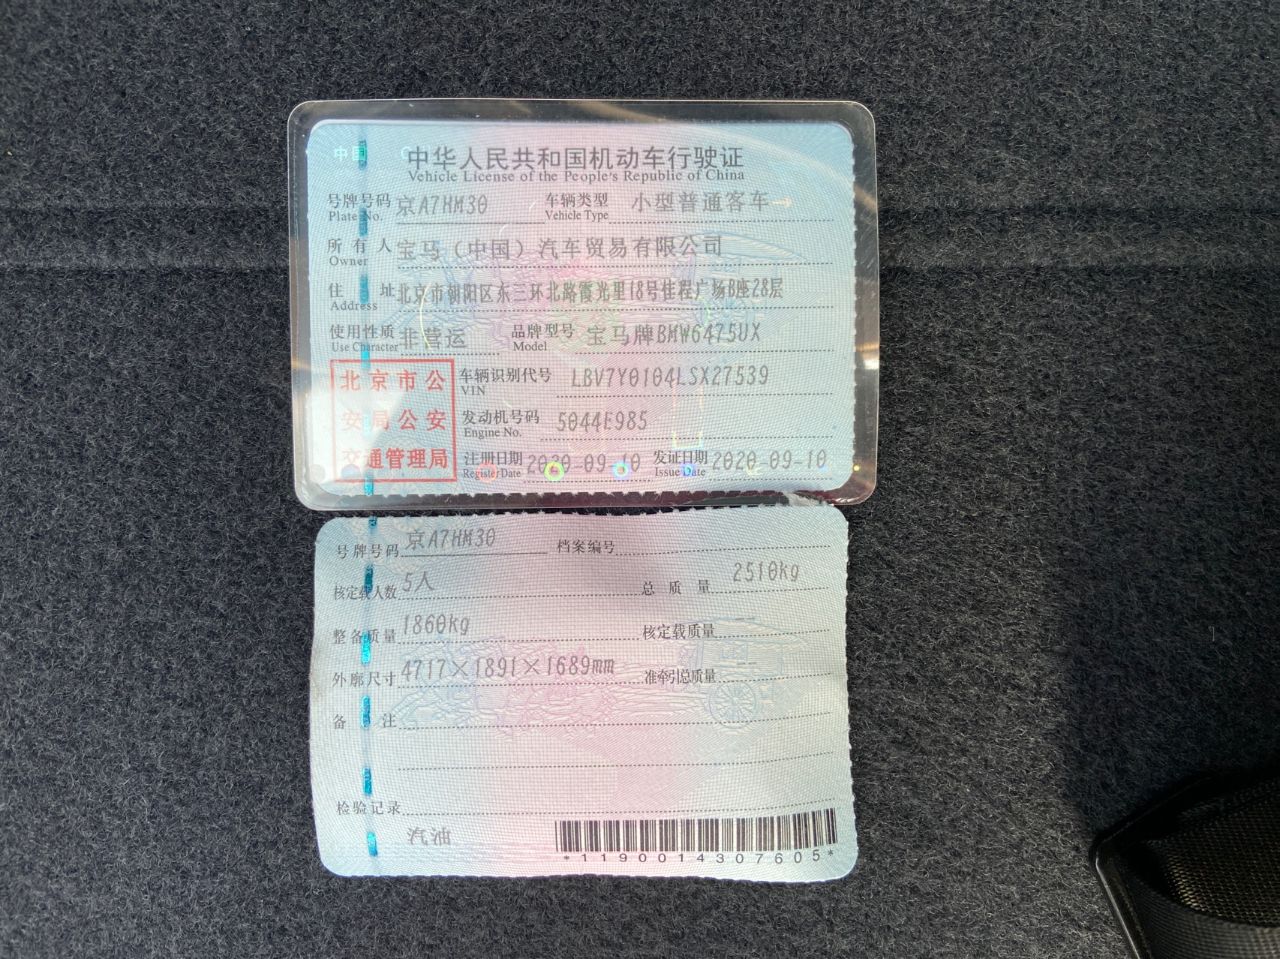 中国
中华人民共和国机动车行驶证
Vehicle License of the People's Republic of China
号牌号码 京A7HM30 车辆类型 小型普通客车
Plate No. Vehicle Type
所有人 宝马（中国）汽车贸易有限公司
Owner
住址 北京市朝阳区东三环北路霞光里18号佳程广场B座28层
Address
使用性质 非营运 品牌型号 宝马牌BMW6475UX
Use Character Model
北京市公安局公安交通管理局
车辆识别代号 LBV7Y0104LSX27539
VIN
发动机号码 5044E985
Engine No.
注册日期 2020-09-10 发证日期 2020-09-10
Register Date Issue Date
号牌号码 京A7HM30 档案编号
核定载人数 5人 总质量 2510kg
整备质量 1860kg 核定载质量 --
外廓尺寸 4717×1891×1689mm 准牵引总质量 --
备注
检验记录
汽油
*1190014307605*